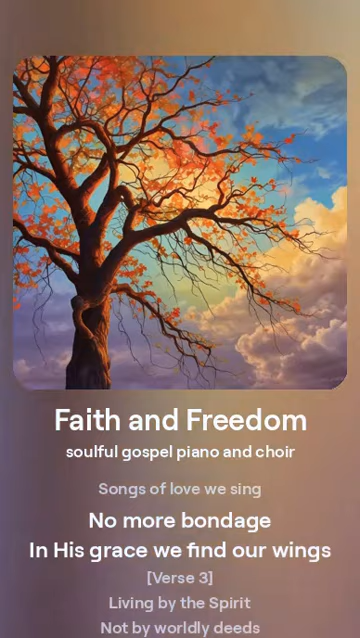 Faith and Freedom
soulful gospel piano and choir
Songs of love we sing
No more bondage
In His grace we find our wings
[Verse 3]
Living by the Spirit
Not by worldly deeds